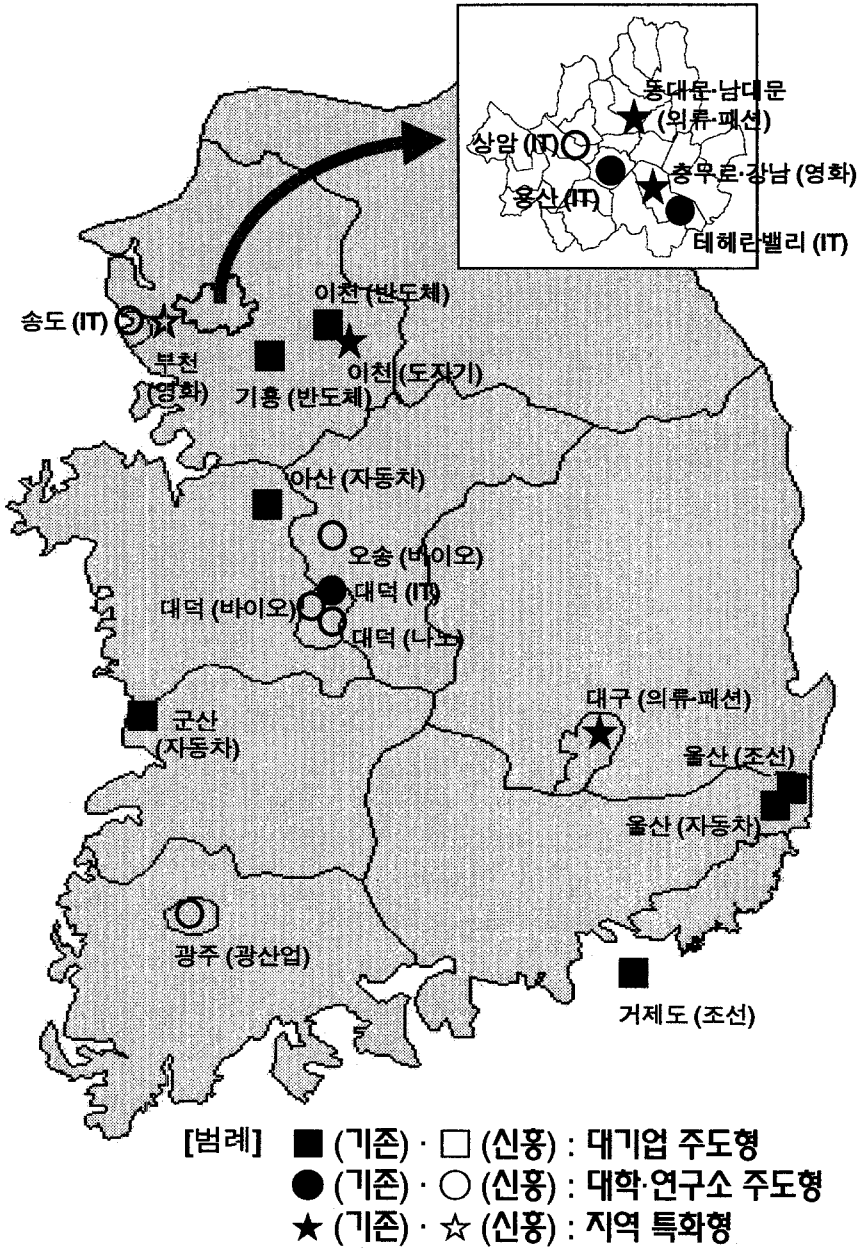 동대문·남대문
(의류·패션)
상암 (IT)
충무로·강남 (영화)
용산 (IT)
테헤란밸리 (IT)
이천 (반도체)
송도 (IT)
부천
(영화)
이천 (도자기)
기흥 (반도체)
아산 (자동차)
오송 (바이오)
대덕 (IT)
대덕 (바이오)
대덕 (나노)
대구 (의류·패션)
군산
(자동차)
울산 (조선)
울산 (자동차)
광주 (광산업)
거제도 (조선)
[범례] ■ (기존) · □ (신흥) : 대기업 주도형
● (기존) · ○ (신흥) : 대학·연구소 주도형
★ (기존) · ☆ (신흥) : 지역 특화형